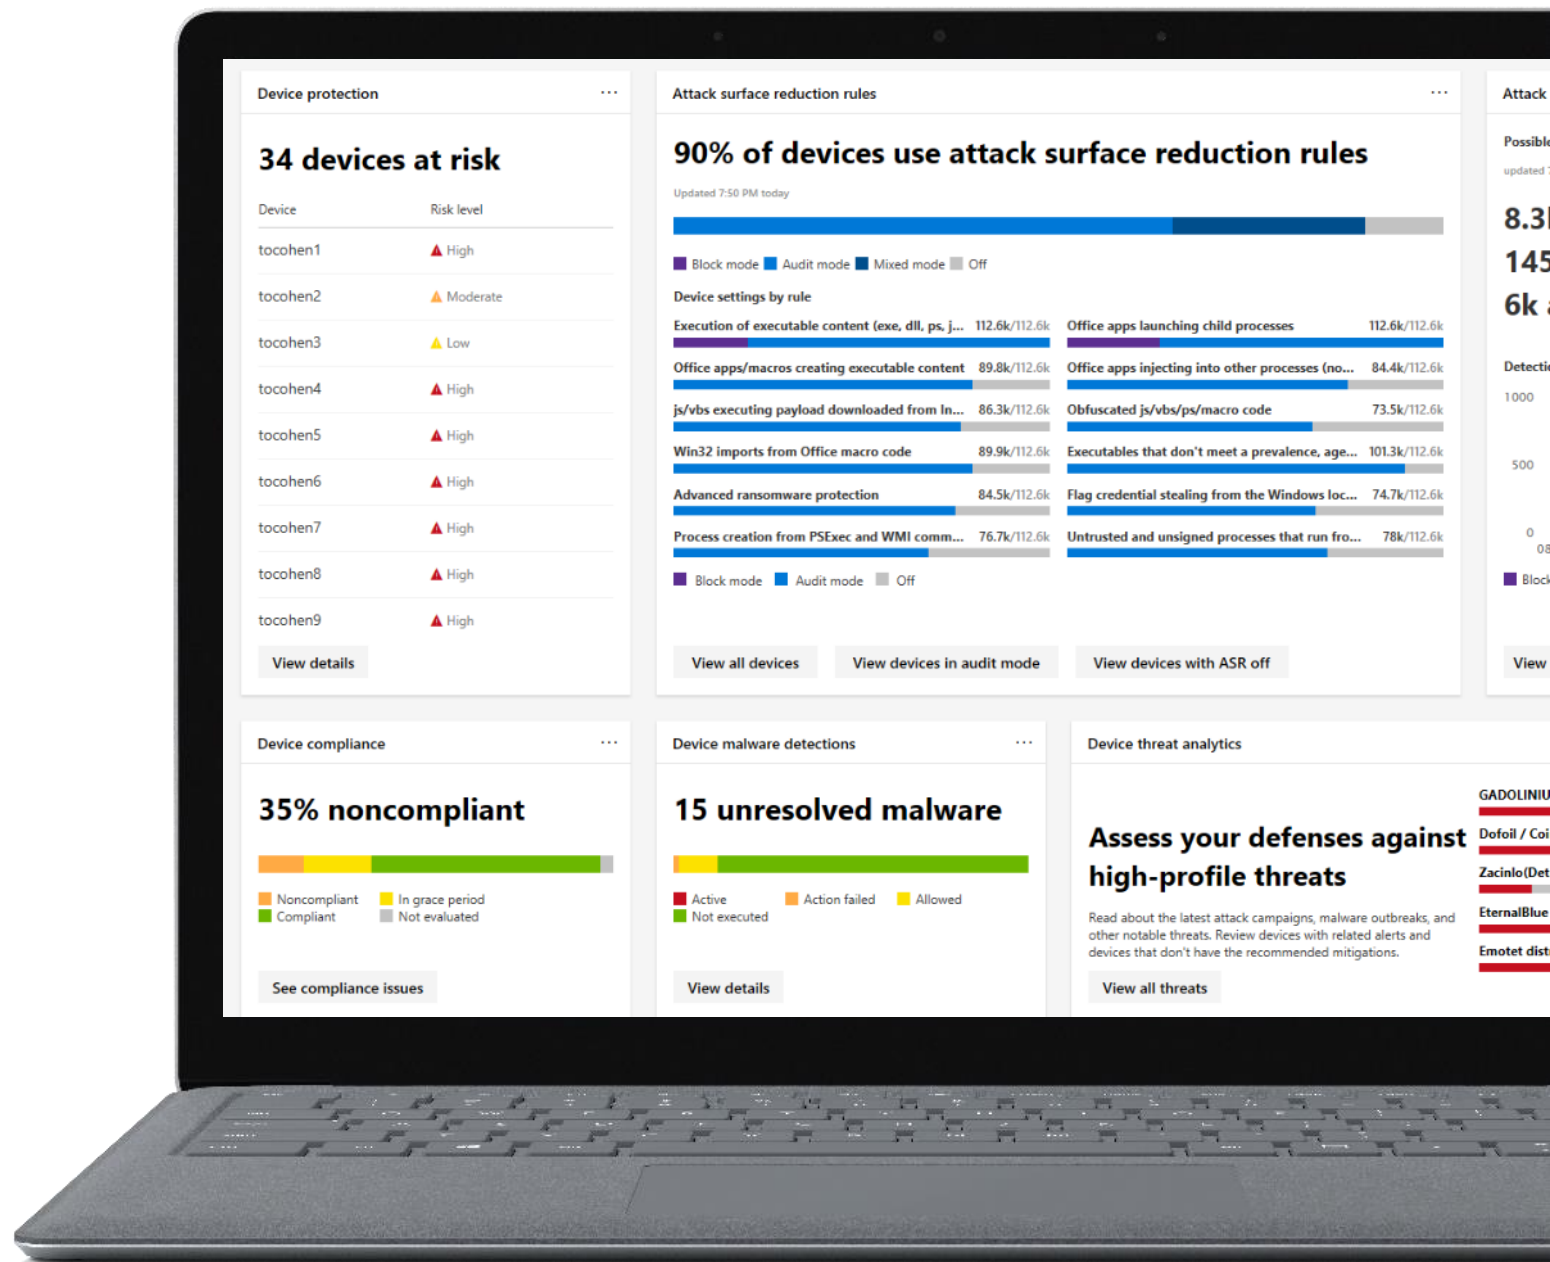 Device protection ...
34 devices at risk
Device Risk level
tocohen1 High
tocohen2 Moderate
tocohen3 Low
tocohen4 High
tocohen5 High
tocohen6 High
tocohen7 High
tocohen8 High
tocohen9 High
View details
Attack surface reduction rules ...
90% of devices use attack surface reduction rules
Updated 7:50 PM today
Block mode Audit mode Mixed mode Off
Device settings by rule
Execution of executable content (exe, dll, ps, j... 112.6k/112.6k
Office apps launching child processes 112.6k/112.6k
Office apps/macros creating executable content 89.8k/112.6k
Office apps injecting into other processes (no... 84.4k/112.6k
js/vbs executing payload downloaded from In... 86.3k/112.6k
Obfuscated js/vbs/ps/macro code 73.5k/112.6k
Win32 imports from Office macro code 89.9k/112.6k
Executables that don't meet a prevalence, age... 101.3k/112.6k
Advanced ransomware protection 84.5k/112.6k
Flag credential stealing from the Windows loc... 74.7k/112.6k
Process creation from PSExec and WMI comm... 76.7k/112.6k
Untrusted and unsigned processes that run fro... 78k/112.6k
Block mode Audit mode Off
View all devices View devices in audit mode View devices with ASR off
Attack
Possible
updated
8.3
145
6k
Detecti
1000
500
0
08
Block
View
Device compliance ...
35% noncompliant
Noncompliant In grace period
Compliant Not evaluated
See compliance issues
Device malware detections ...
15 unresolved malware
Active Action failed Allowed
Not executed
View details
Device threat analytics
Assess your defenses against
high-profile threats
Read about the latest attack campaigns, malware outbreaks, and
other notable threats. Review devices with related alerts and
devices that don't have the recommended mitigations.
View all threats
GADOLINIU
Dofoil / Coi
Zacinlo(Det
EternalBlue
Emotet dist